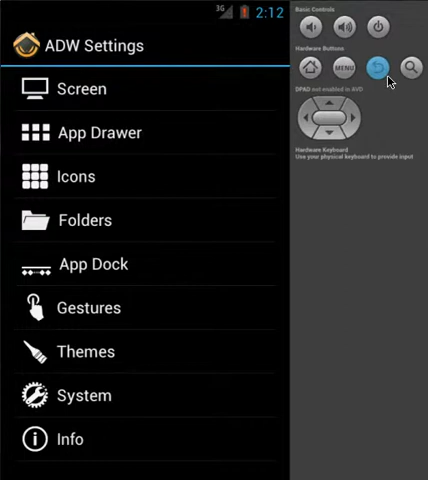 3G 2:12
ADW Settings
Screen
App Drawer
Icons
Folders
App Dock
Gestures
Themes
System
Info
Basic Controls
Hardware Buttons
MENU
DPAD not enabled in AVD
Hardware Keyboard
Use your physical keyboard to provide input